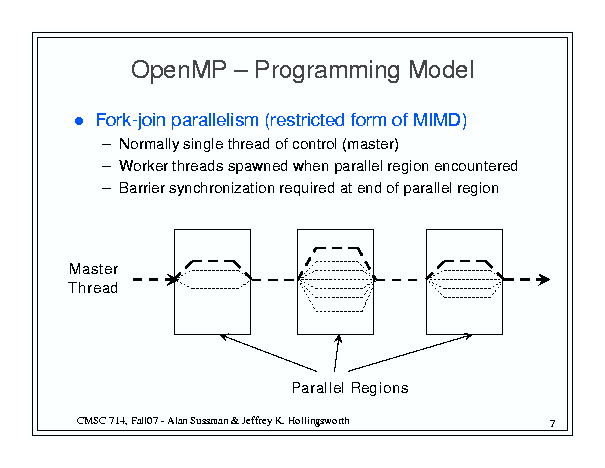 OpenMP – Programming Model
● Fork-join parallelism (restricted form of MIMD)
– Normally single thread of control (master)
– Worker threads spawned when parallel region encountered
– Barrier synchronization required at end of parallel region
Master
Thread
Parallel Regions
CMSC 714, Fall07 - Alan Sussman & Jeffrey K. Hollingsworth
7